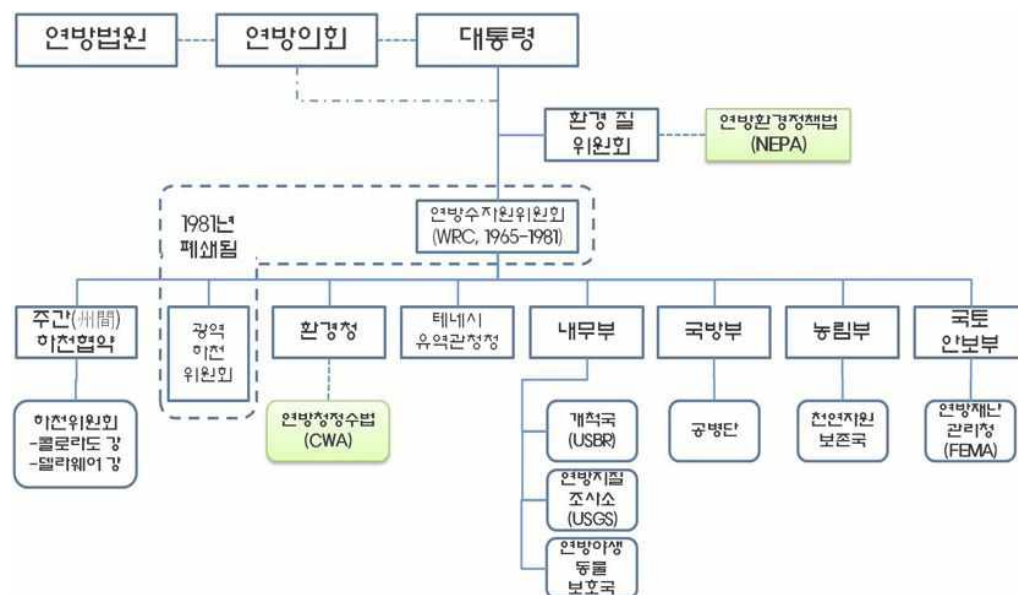 연방법원
연방의회
대통령
환경 질
위원회
연방환경정책법
(NEPA)
1981년
폐쇄됨
연방수자원위원회
(WRC, 1965-1981)
주간(州間)
하천협약
광역
하천
위원회
환경청
테네시
유역관청청
내무부
국방부
농림부
국토
안보부
하천위원회
-콜로라도 강
-델라웨어 강
연방청정수법
(CWA)
개척국
(USBR)
공병단
천연자원
보존국
연방재난
관리청
(FEMA)
연방지질
조사소
(USGS)
연방야생
동물
보호국